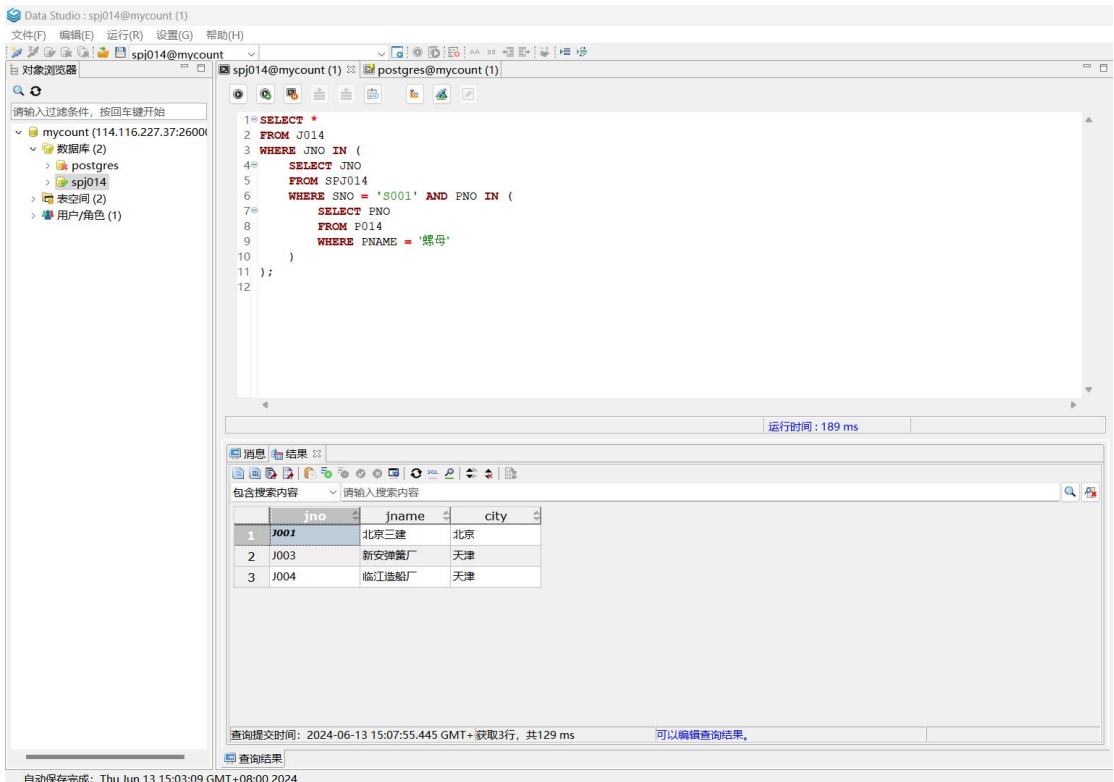 Data Studio : spj014@mycount (1)
文件(F) 编辑(E) 运行(R) 设置(G) 帮助(H)
spj014@mycount
对象浏览器
请输入过滤条件，按回车键开始
mycount (114.116.227.37:2600
数据库 (2)
postgres
spj014
表空间 (2)
用户/角色 (1)
spj014@mycount (1) postgres@mycount (1)
1 SELECT *
2 FROM J014
3 WHERE JNO IN (
4 SELECT JNO
5 FROM SPJ014
6 WHERE SNO = 'S001' AND PNO IN (
7 SELECT PNO
8 FROM P014
9 WHERE PNAME = '螺母'
10 )
11 );
12
运行时间 : 189 ms
消息 结果
包含搜索内容 请输入搜索内容
jno jname city
1 J001 北京三建 北京
2 J003 新安弹簧厂 天津
3 J004 临江造船厂 天津
查询提交时间：2024-06-13 15:07:55.445 GMT+ 获取3行，共129 ms 可以编辑查询结果。
查询结果
自动保存完成：Thu Jun 13 15:03:09 GMT+08:00 2024